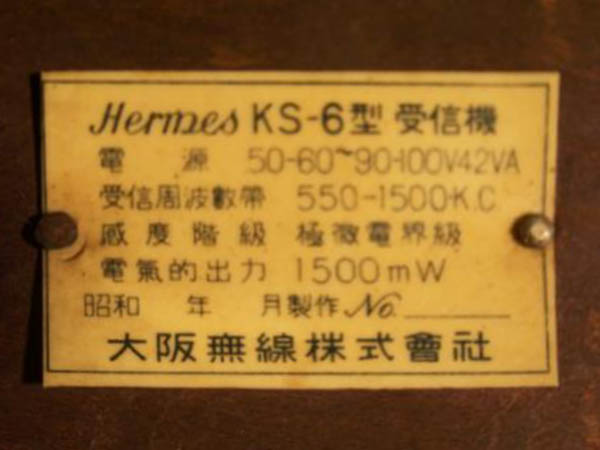 Hermes KS-6型 受信機
電 源 50-60~90-100V42VA
受信周波數帶 550-1500K.C
感度階級 極微電界級
電氣的出力 1500mW
昭和 年 月製作 No.
大阪無線株式會社